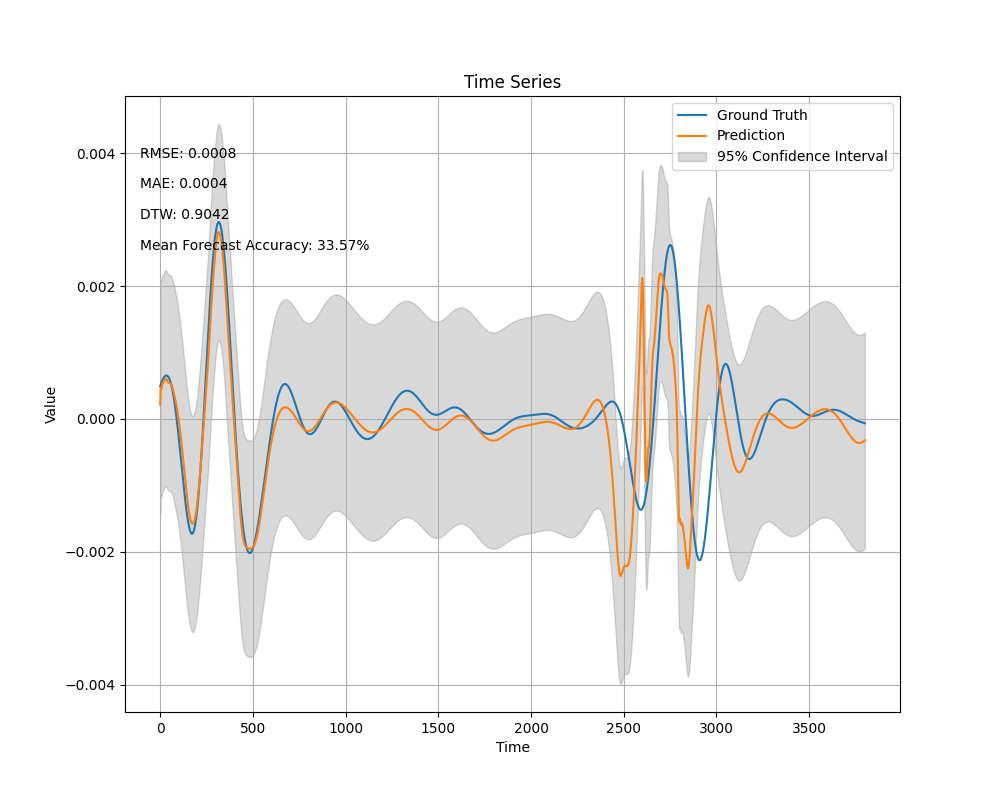 Time Series
Ground Truth
Prediction
95% Confidence Interval
RMSE: 0.0008
MAE: 0.0004
DTW: 0.9042
Mean Forecast Accuracy: 33.57%
Value
0.004
0.002
0.000
−0.002
−0.004
0 500 1000 1500 2000 2500 3000 3500
Time